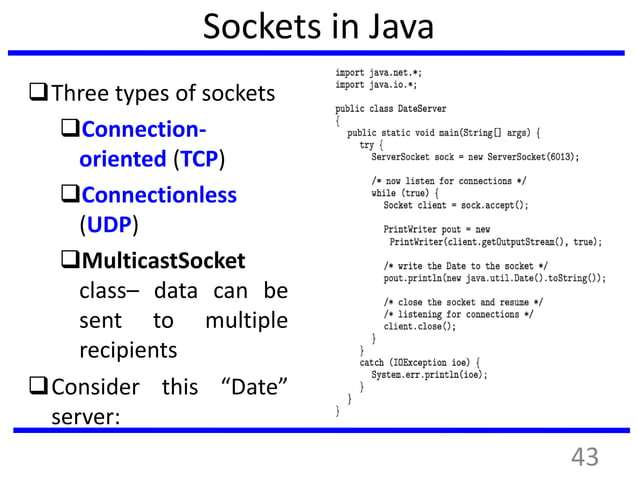 Sockets in Java
❑Three types of sockets
❑Connection-
oriented (TCP)
❑Connectionless
(UDP)
❑MulticastSocket
class– data can be
sent to multiple
recipients
❑Consider this “Date”
server:
import java.net.*;
import java.io.*;
public class DateServer
{
public static void main(String[] args) {
try {
ServerSocket sock = new ServerSocket(6013);
/* now listen for connections */
while (true) {
Socket client = sock.accept();
PrintWriter pout = new
PrintWriter(client.getOutputStream(), true);
/* write the Date to the socket */
pout.println(new java.util.Date().toString());
/* close the socket and resume */
/* listening for connections */
client.close();
}
}
catch (IOException ioe) {
System.err.println(ioe);
}
}
}
43